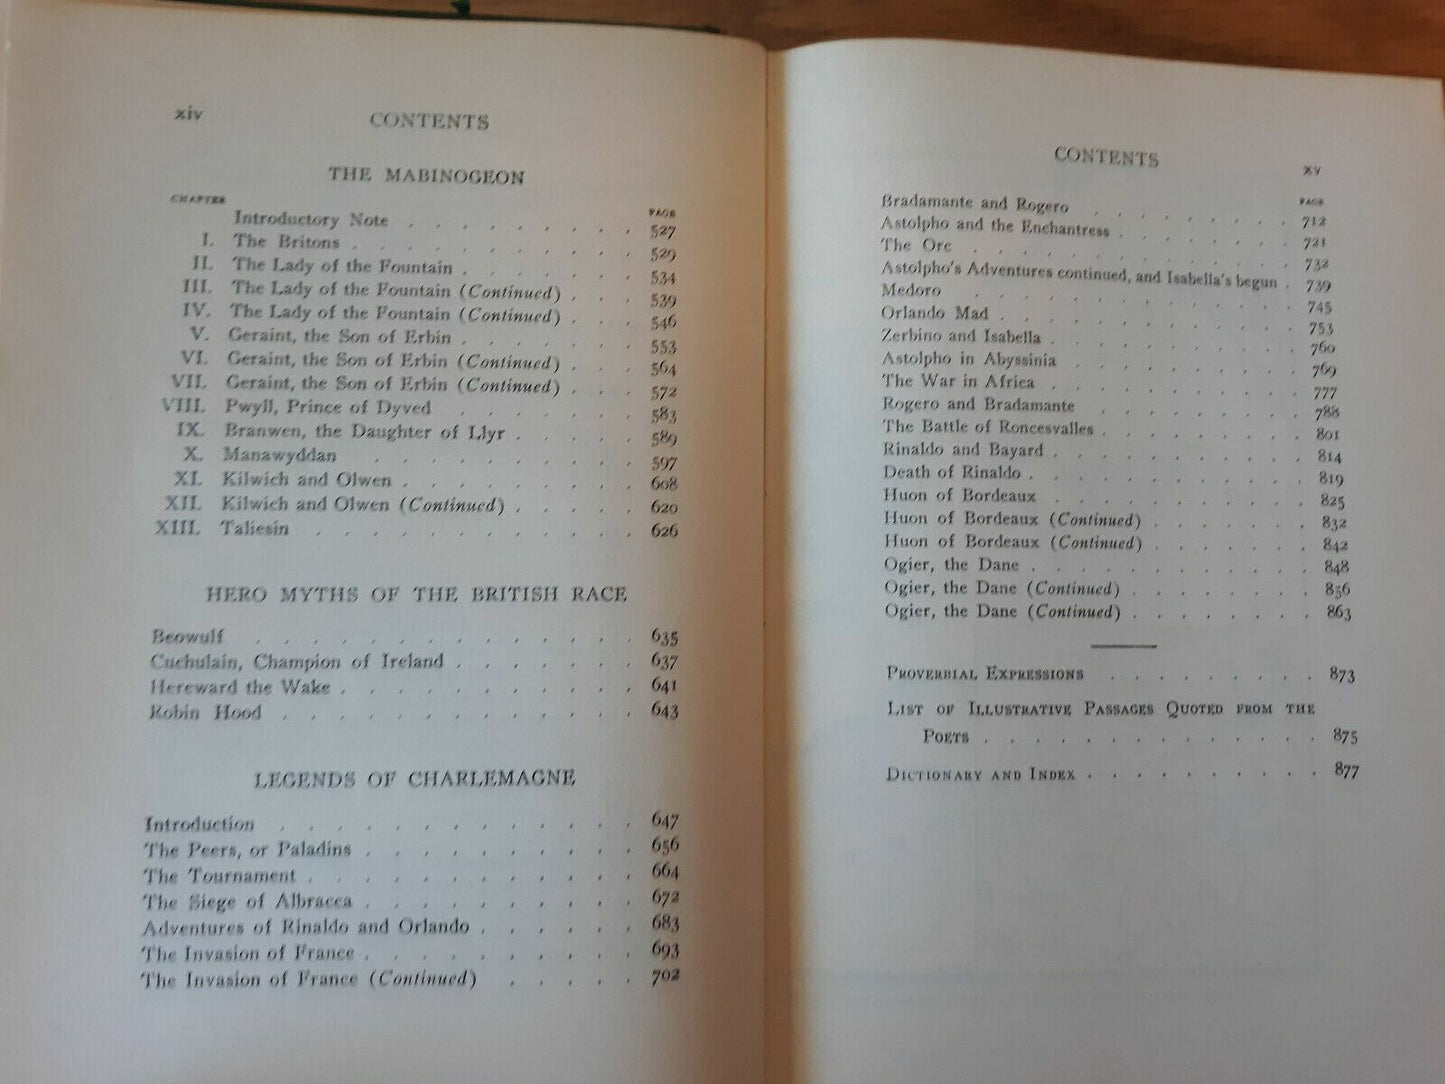 xiv
CONTENTS
THE MABINOGEON
CHAPTER PAGE
Introductory Note . . . . . . . . 527
I. The Britons . . . . . . . . . . 529
II. The Lady of the Fountain . . . . . . 534
III. The Lady of the Fountain (Continued) . . . 539
IV. The Lady of the Fountain (Continued) . . . 546
V. Geraint, the Son of Erbin . . . . . . 553
VI. Geraint, the Son of Erbin (Continued) . . . 564
VII. Geraint, the Son of Erbin (Continued) . . . 572
VIII. Pwyll, Prince of Dyved . . . . . . 583
IX. Branwen, the Daughter of Llyr . . . . . 589
X. Manawyddan . . . . . . . . . 597
XI. Kilwich and Olwen . . . . . . . . . 608
XII. Kilwich and Olwen (Continued) . . . . . 620
XIII. Taliesin . . . . . . . . . . . 626
HERO MYTHS OF THE BRITISH RACE
Beowulf . . . . . . . . . . . . . 635
Cuchulain, Champion of Ireland . . . . . . . 637
Hereward the Wake . . . . . . . . . . . 641
Robin Hood . . . . . . . . . . . . . 643
LEGENDS OF CHARLEMAGNE
Introduction . . . . . . . . . . . . . 647
The Peers, or Paladins . . . . . . . . . . 656
The Tournament . . . . . . . . . . . . 664
The Siege of Albracca . . . . . . . . . . 672
Adventures of Rinaldo and Orlando . . . . . . 683
The Invasion of France . . . . . . . . . . 693
The Invasion of France (Continued) . . . . . 702
CONTENTS
xv
PAGE
Bradamante and Rogero . . . . . . . . 712
Astolpho and the Enchantress . . . . . . . 721
The Orc . . . . . . . . . . . . 732
Astolpho's Adventures continued, and Isabella's begun . 739
Medoro . . . . . . . . . . . . 745
Orlando Mad . . . . . . . . . . . 753
Zerbino and Isabella . . . . . . . . . . 760
Astolpho in Abyssinia . . . . . . . . . 769
The War in Africa . . . . . . . . . . 777
Rogero and Bradamante . . . . . . . . 788
The Battle of Roncesvalles . . . . . . . . 801
Rinaldo and Bayard . . . . . . . . . . 814
Death of Rinaldo . . . . . . . . . . . 819
Huon of Bordeaux . . . . . . . . . . 825
Huon of Bordeaux (Continued) . . . . . . 832
Huon of Bordeaux (Continued) . . . . . . 842
Ogier, the Dane . . . . . . . . . . . 848
Ogier, the Dane (Continued) . . . . . . . 856
Ogier, the Dane (Continued) . . . . . . . 863
PROVERBIAL EXPRESSIONS . . . . . . . . 873
LIST OF ILLUSTRATIVE PASSAGES QUOTED FROM THE
POETS . . . . . . . . . . . . 875
DICTIONARY AND INDEX . . . . . . . . . 877